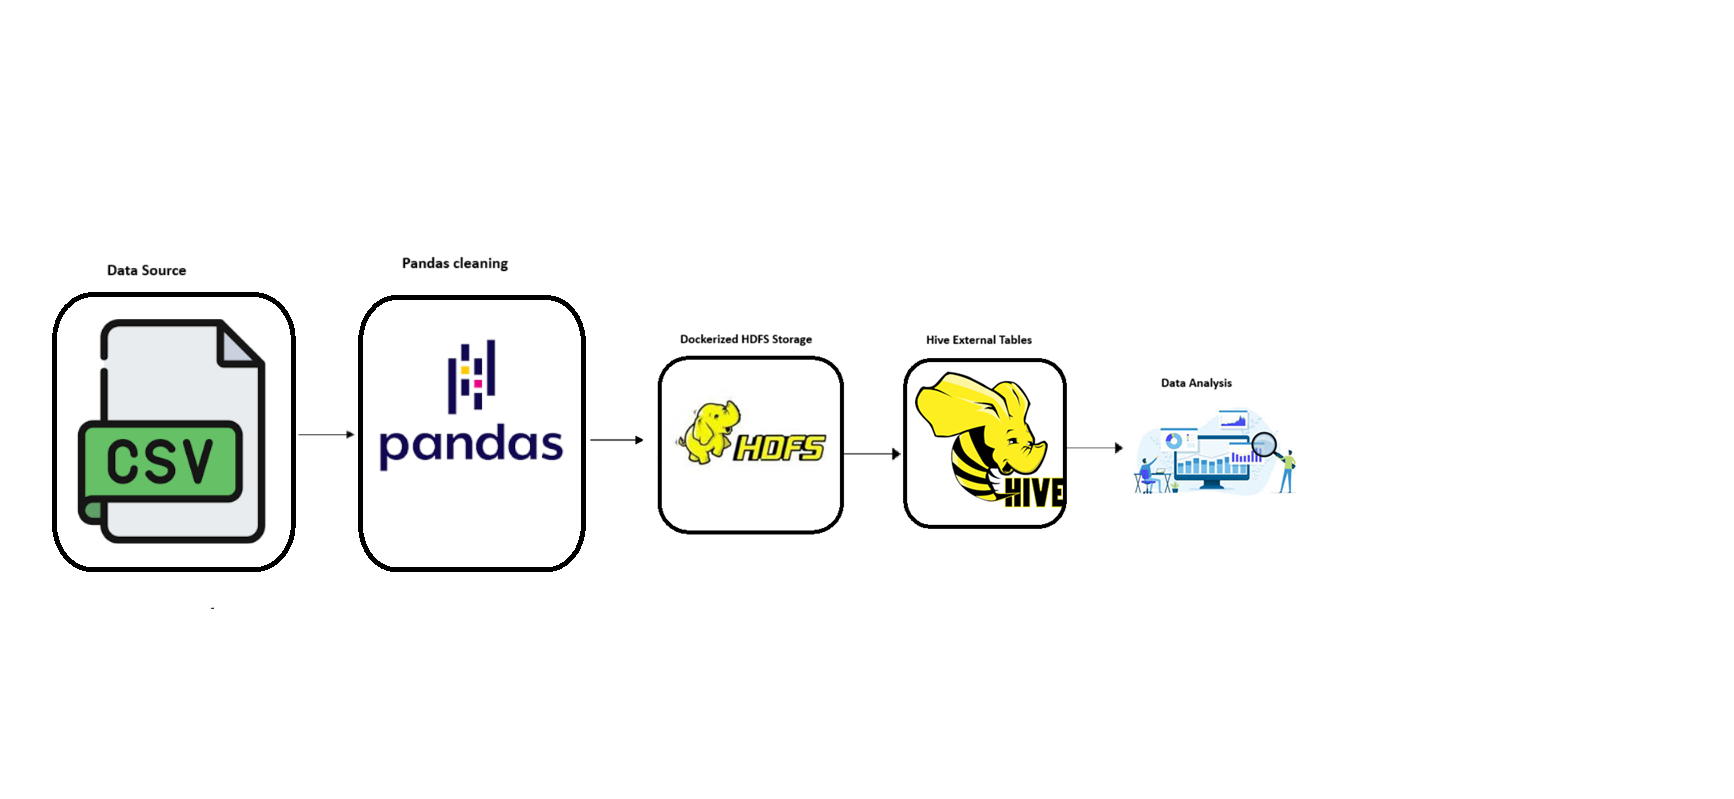 Data Source
CSV
Pandas cleaning
pandas
Dockerized HDFS Storage
HDFS
Hive External Tables
HIVE
Data Analysis